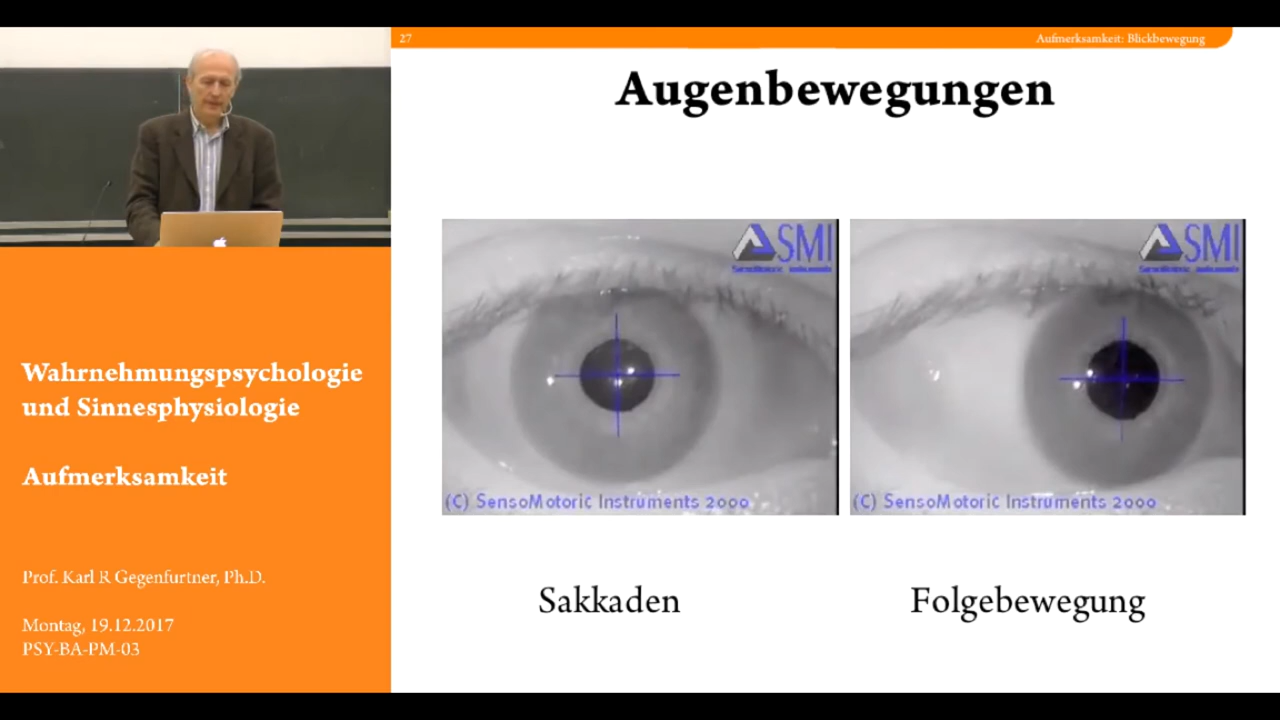 27
Aufmerksamkeit: Blickbewegung
Augenbewegungen
SMI
SMI
(C) SensoMotoric Instruments 2000
(C) SensoMotoric Instruments 2000
Sakkaden
Folgebewegung
Wahrnehmungspsychologie
und Sinnesphysiologie
Aufmerksamkeit
Prof. Karl R Gegenfurtner, Ph.D.
Montag, 19.12.2017
PSY-BA-PM-03